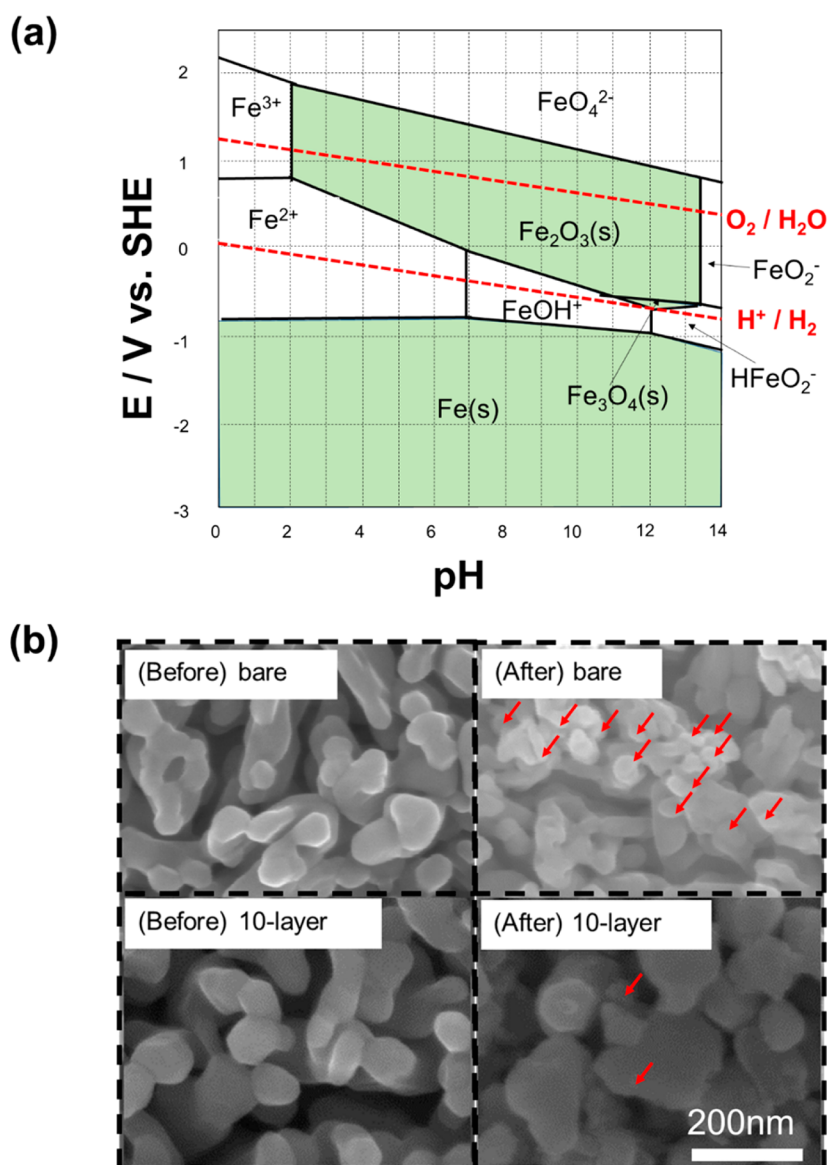 (a)
E / V vs. SHE
2
1
0
-1
-2
-3
Fe³⁺
FeO₄²⁻
Fe²⁺
Fe₂O₃(s)
O₂ / H₂O
FeO₂⁻
FeOH⁺
H⁺ / H₂
Fe₃O₄(s)
HFeO₂⁻
Fe(s)
0 2 4 6 8 10 12 14
pH
(b)
(Before) bare
(After) bare
(Before) 10-layer
(After) 10-layer
200nm